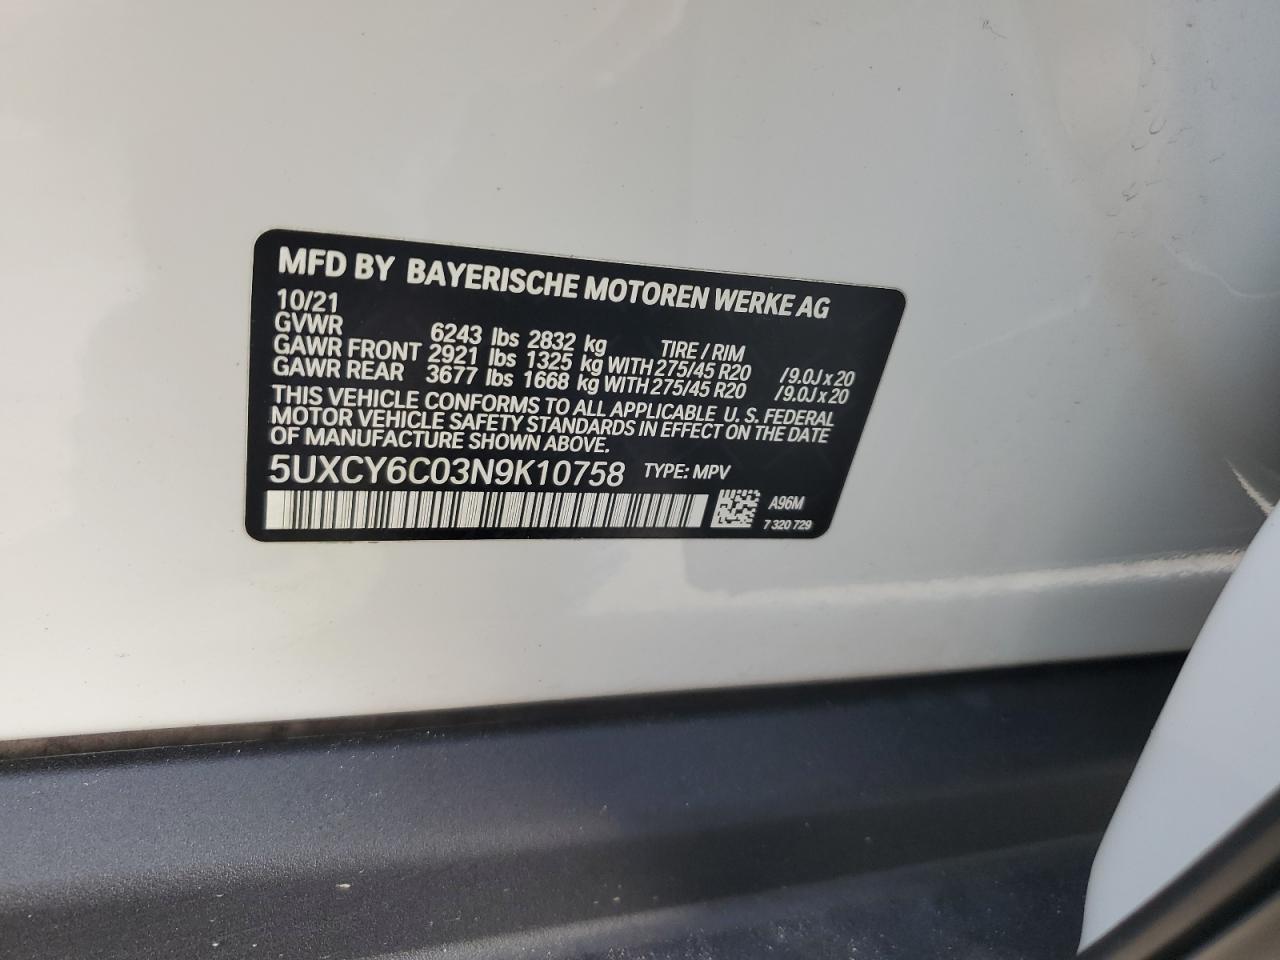 MFD BY BAYERISCHE MOTOREN WERKE AG
10/21
GVWR 6243 lbs 2832 kg TIRE / RIM
GAWR FRONT 2921 lbs 1325 kg WITH 275/45 R20 /9.0J x 20
GAWR REAR 3677 lbs 1668 kg WITH 275/45 R20 /9.0J x 20
THIS VEHICLE CONFORMS TO ALL APPLICABLE U. S. FEDERAL
MOTOR VEHICLE SAFETY STANDARDS IN EFFECT ON THE DATE
OF MANUFACTURE SHOWN ABOVE.
5UXCY6C03N9K10758 TYPE: MPV
A96M
7 320 729